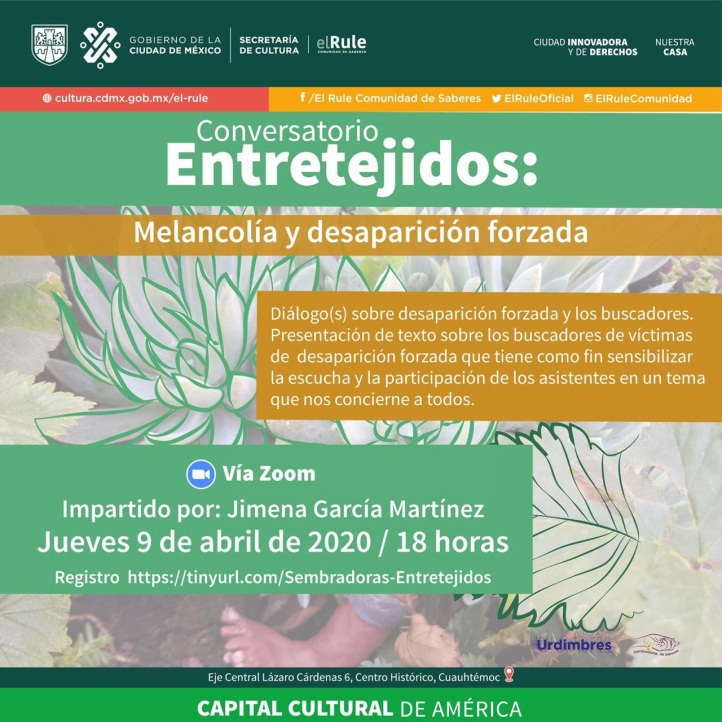 GOBIERNO DE LA
CIUDAD DE MÉXICO
SECRETARÍA
DE CULTURA
elRule
COMUNIDAD DE SABERES
CIUDAD INNOVADORA
Y DE DERECHOS
NUESTRA
CASA
cultura.cdmx.gob.mx/el-rule
/El Rule Comunidad de Saberes
ElRuleOficial
ElRuleComunidad
Conversatorio
Entretejidos:
Melancolía y desaparición forzada
Diálogo(s) sobre desaparición forzada y los buscadores.
Presentación de texto sobre los buscadores de víctimas
de desaparición forzada que tiene como fin sensibilizar
la escucha y la participación de los asistentes en un tema
que nos concierne a todos.
Vía Zoom
Impartido por: Jimena García Martínez
Jueves 9 de abril de 2020 / 18 horas
Registro https://tinyurl.com/Sembradoras-Entretejidos
Urdimbres
Eje Central Lázaro Cárdenas 6, Centro Histórico, Cuauhtémoc
CAPITAL CULTURAL DE AMÉRICA